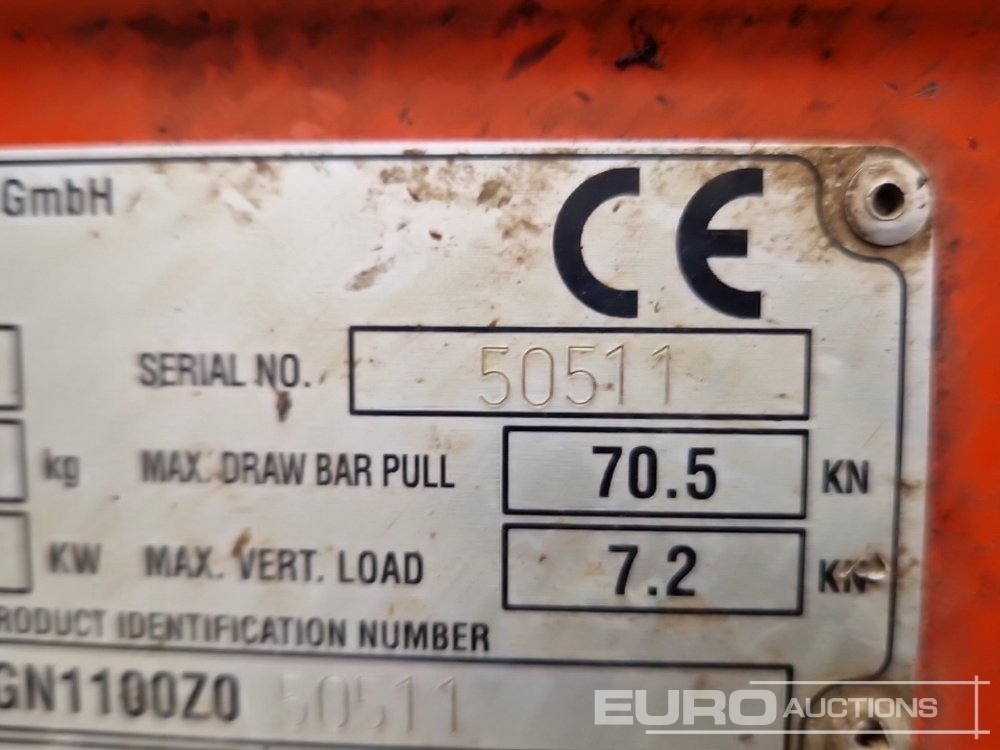 GmbH
CE
SERIAL NO. 50511
kg MAX. DRAW BAR PULL 70.5 KN
KW MAX. VERT. LOAD 7.2 KN
RODUCT IDENTIFICATION NUMBER
GN1100Z0 50511
EURO AUCTIONS